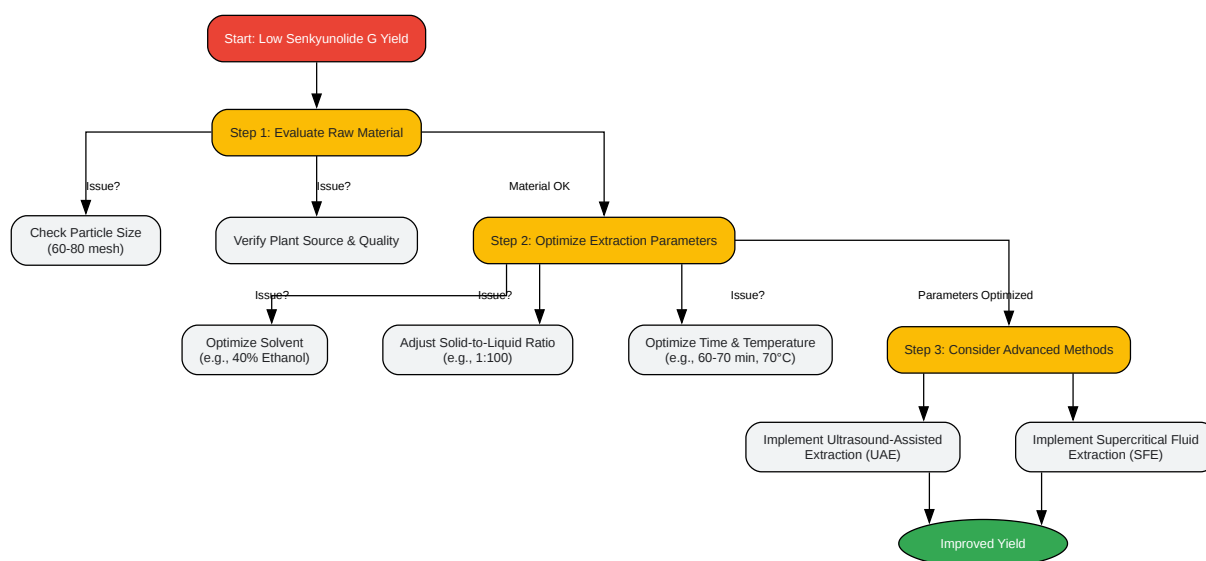 Start: Low Senkyunolide G Yield
Step 1: Evaluate Raw Material
Issue?
Issue?
Material OK
Check Particle Size
(60-80 mesh)
Verify Plant Source & Quality
Step 2: Optimize Extraction Parameters
Issue?
Issue?
Issue?
Parameters Optimized
Optimize Solvent
(e.g., 40% Ethanol)
Adjust Solid-to-Liquid Ratio
(e.g., 1:100)
Optimize Time & Temperature
(e.g., 60-70 min, 70°C)
Step 3: Consider Advanced Methods
Implement Ultrasound-Assisted
Extraction (UAE)
Implement Supercritical Fluid
Extraction (SFE)
Improved Yield